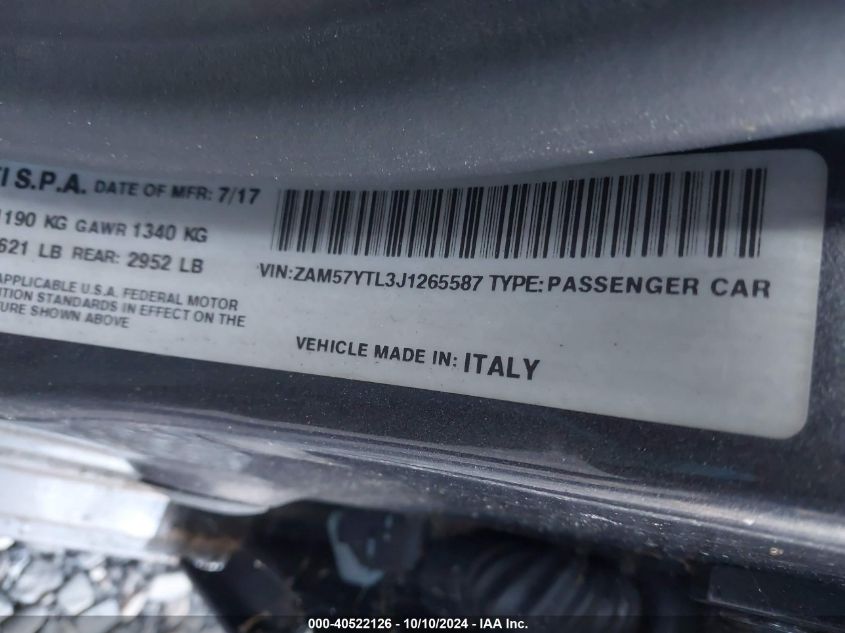 S.P.A. DATE OF MFR: 7/17
1190 KG GAWR 1340 KG
621 LB REAR: 2952 LB
APPLICABLE U.S.A. FEDERAL MOTOR
TION STANDARDS IN EFFECT ON THE
TURE SHOWN ABOVE
VIN:ZAM57YTL3J1265587 TYPE:PASSENGER CAR
VEHICLE MADE IN: ITALY
000-40522126 - 10/10/2024 - IAA Inc.